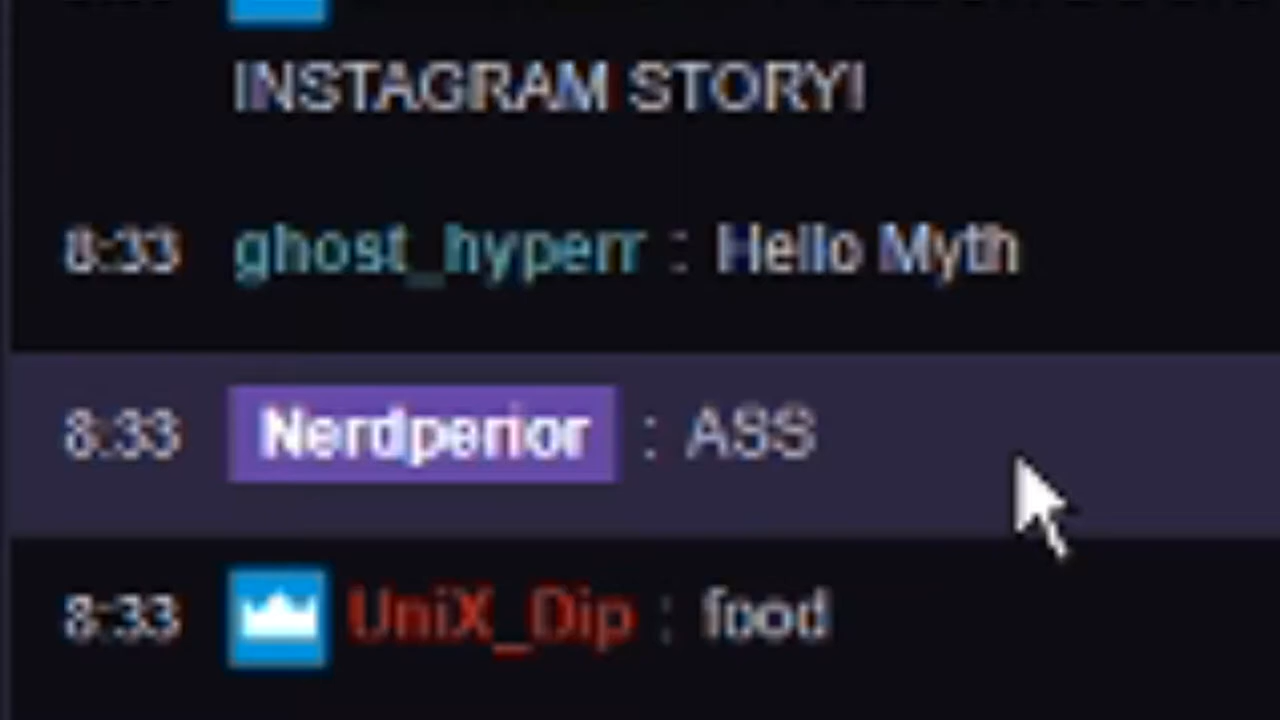 INSTAGRAM STORY!
8:33 ghost_hyperr : Hello Myth
8:33 Nerdperior : ASS
8:33 UniX_Dip : food